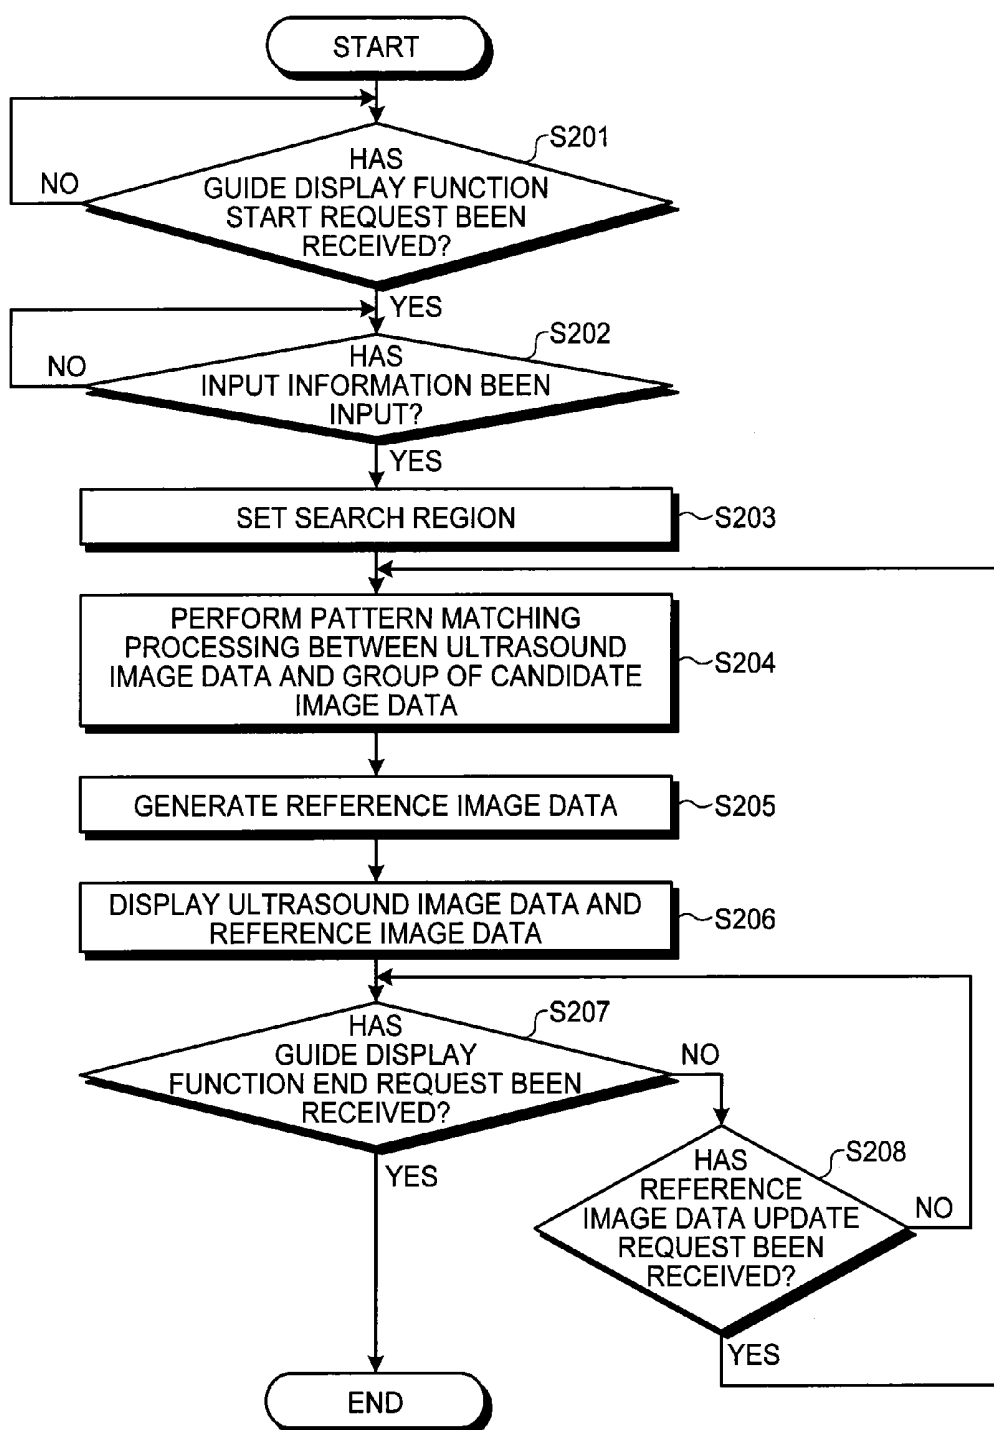 START
S201
HAS
GUIDE DISPLAY FUNCTION
START REQUEST BEEN
RECEIVED?
NO
YES
S202
HAS
INPUT INFORMATION BEEN
INPUT?
NO
YES
SET SEARCH REGION
S203
PERFORM PATTERN MATCHING
PROCESSING BETWEEN ULTRASOUND
IMAGE DATA AND GROUP OF CANDIDATE
IMAGE DATA
S204
GENERATE REFERENCE IMAGE DATA
S205
DISPLAY ULTRASOUND IMAGE DATA AND
REFERENCE IMAGE DATA
S206
S207
HAS
GUIDE DISPLAY
FUNCTION END REQUEST BEEN
RECEIVED?
NO
YES
S208
HAS
REFERENCE
IMAGE DATA UPDATE
REQUEST BEEN
RECEIVED?
NO
YES
END